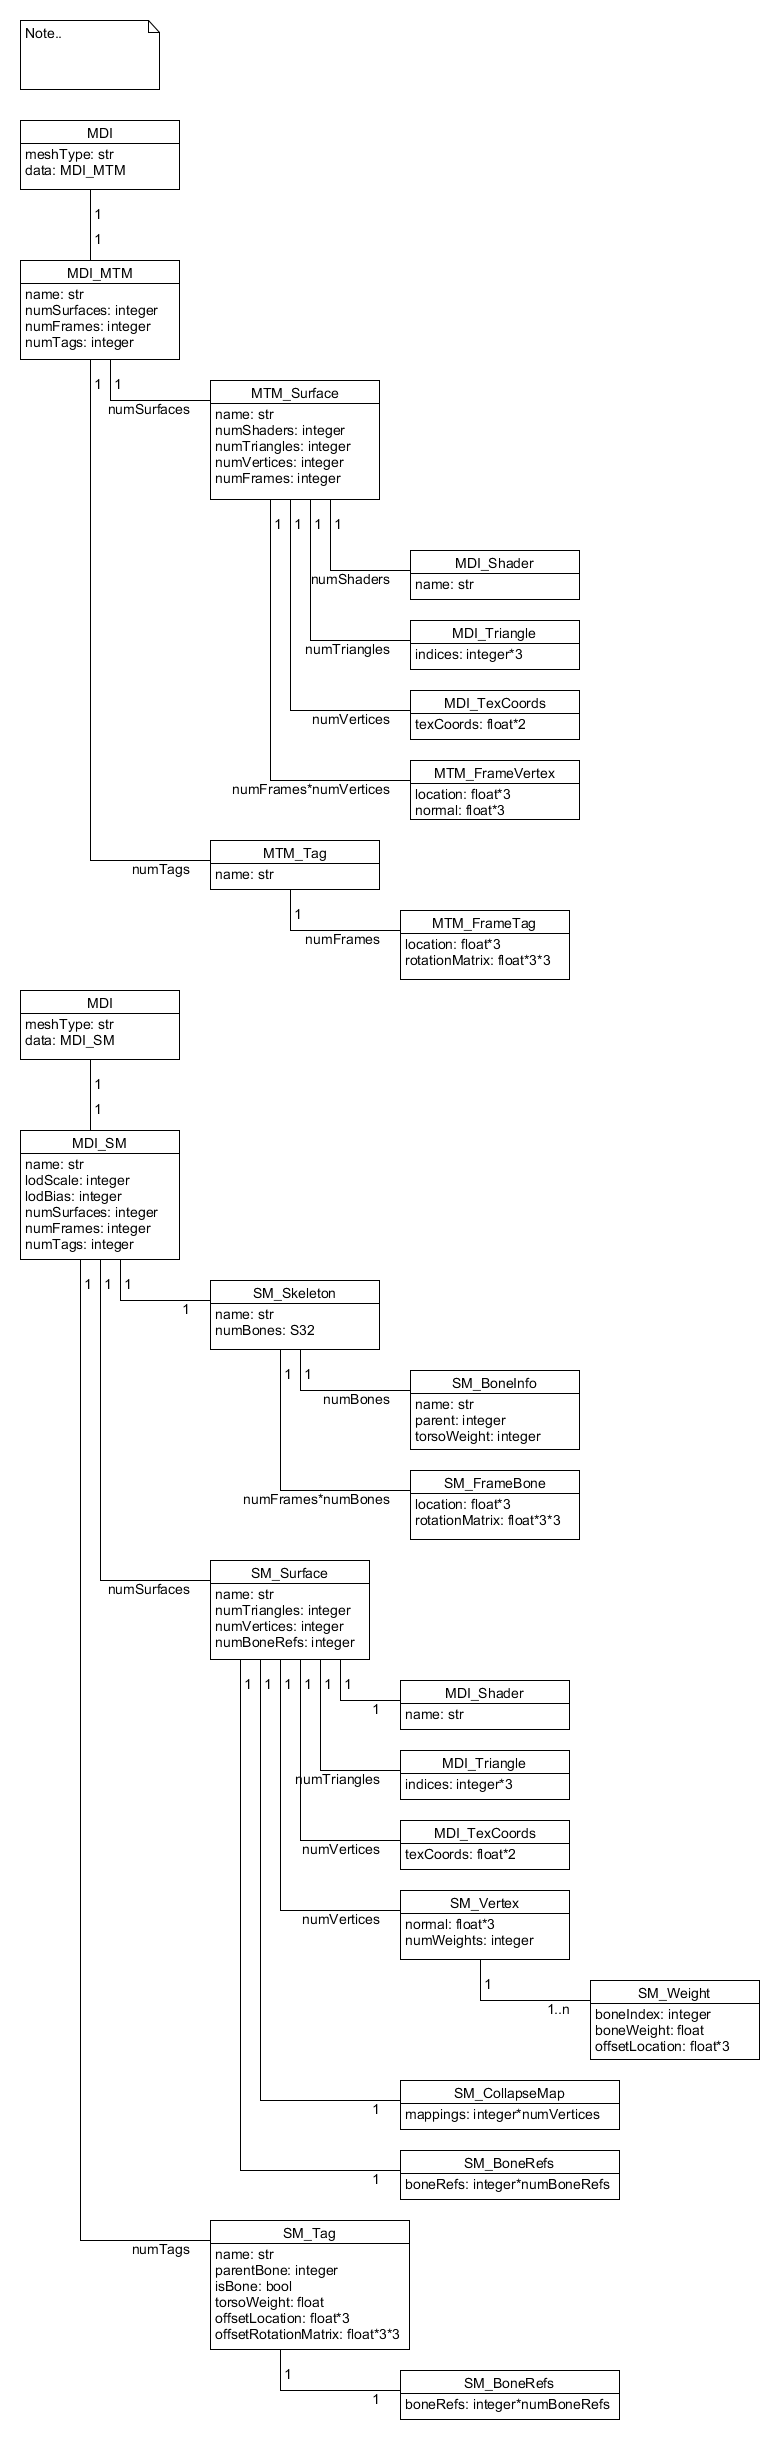 Note..
MDI
meshType: str
data: MDI_MTM
1
1
MDI_MTM
name: str
numSurfaces: integer
numFrames: integer
numTags: integer
1
1
numSurfaces
MTM_Surface
name: str
numShaders: integer
numTriangles: integer
numVertices: integer
numFrames: integer
1
1
1
1
numShaders
MDI_Shader
name: str
numTriangles
MDI_Triangle
indices: integer*3
numVertices
MDI_TexCoords
texCoords: float*2
numFrames*numVertices
MTM_FrameVertex
location: float*3
normal: float*3
numTags
MTM_Tag
name: str
1
numFrames
MTM_FrameTag
location: float*3
rotationMatrix: float*3*3
MDI
meshType: str
data: MDI_SM
1
1
MDI_SM
name: str
lodScale: integer
lodBias: integer
numSurfaces: integer
numFrames: integer
numTags: integer
1
1
1
1
SM_Skeleton
name: str
numBones: S32
1
1
numBones
SM_BoneInfo
name: str
parent: integer
torsoWeight: integer
numFrames*numBones
SM_FrameBone
location: float*3
rotationMatrix: float*3*3
numSurfaces
SM_Surface
name: str
numTriangles: integer
numVertices: integer
numBoneRefs: integer
1
1
1
1
1
1
1
MDI_Shader
name: str
numTriangles
MDI_Triangle
indices: integer*3
numVertices
MDI_TexCoords
texCoords: float*2
numVertices
SM_Vertex
normal: float*3
numWeights: integer
1
1..n
SM_Weight
boneIndex: integer
boneWeight: float
offsetLocation: float*3
1
SM_CollapseMap
mappings: integer*numVertices
1
SM_BoneRefs
boneRefs: integer*numBoneRefs
numTags
SM_Tag
name: str
parentBone: integer
isBone: bool
torsoWeight: float
offsetLocation: float*3
offsetRotationMatrix: float*3*3
1
1
SM_BoneRefs
boneRefs: integer*numBoneRefs